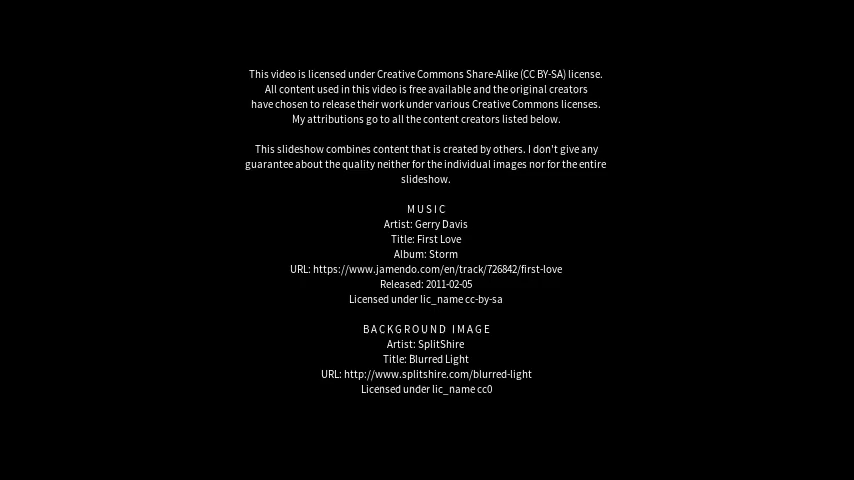 This video is licensed under Creative Commons Share-Alike (CC BY-SA) license.
All content used in this video is free available and the original creators
have chosen to release their work under various Creative Commons licenses.
My attributions go to all the content creators listed below.
This slideshow combines content that is created by others. I don't give any
guarantee about the quality neither for the individual images nor for the entire
slideshow.
MUSIC
Artist: Gerry Davis
Title: First Love
Album: Storm
URL: https://www.jamendo.com/en/track/726842/first-love
Released: 2011-02-05
Licensed under lic_name cc-by-sa
BACKGROUND IMAGE
Artist: SplitShire
Title: Blurred Light
URL: http://www.splitshire.com/blurred-light
Licensed under lic_name cc0